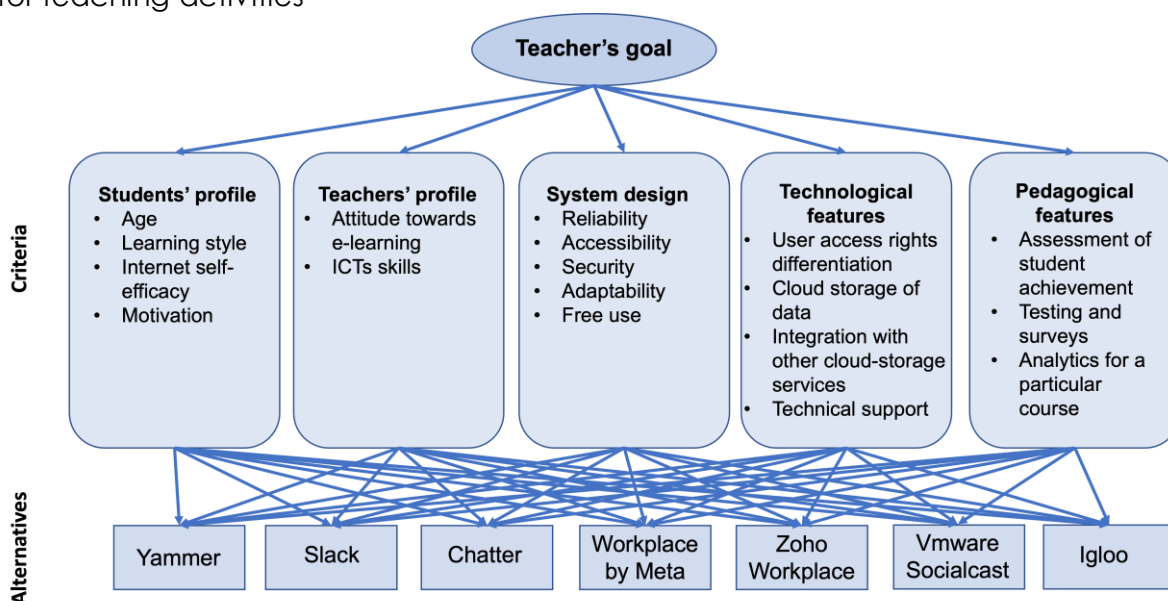 for teaching activities
Teacher's goal
Criteria
Students' profile
• Age
• Learning style
• Internet self-
efficacy
• Motivation
Teachers' profile
• Attitude towards
e-learning
• ICTs skills
System design
• Reliability
• Accessibility
• Security
• Adaptability
• Free use
Technological
features
• User access rights
differentiation
• Cloud storage of
data
• Integration with
other cloud-storage
services
• Technical support
Pedagogical
features
• Assessment of
student
achievement
• Testing and
surveys
• Analytics for a
particular
course
Alternatives
Yammer
Slack
Chatter
Workplace
by Meta
Zoho
Workplace
Vmware
Socialcast
Igloo